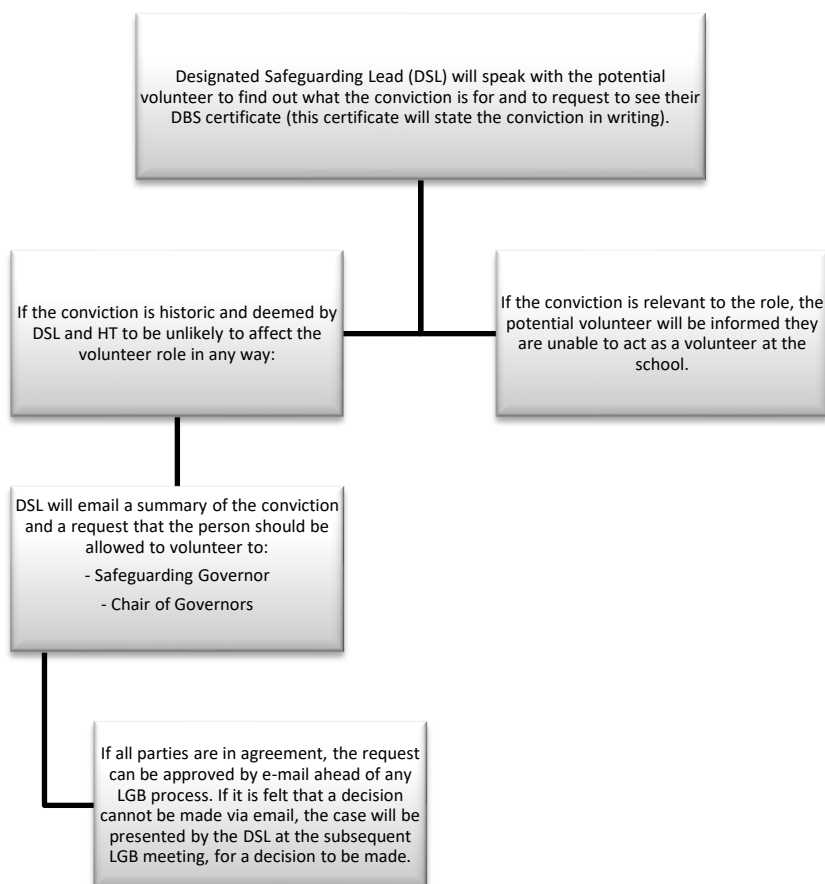 Designated Safeguarding Lead (DSL) will speak with the potential
volunteer to find out what the conviction is for and to request to see their
DBS certificate (this certificate will state the conviction in writing).
If the conviction is historic and deemed by
DSL and HT to be unlikely to affect the
volunteer role in any way:
If the conviction is relevant to the role, the
potential volunteer will be informed they
are unable to act as a volunteer at the
school.
DSL will email a summary of the conviction
and a request that the person should be
allowed to volunteer to:
- Safeguarding Governor
- Chair of Governors
If all parties are in agreement, the request
can be approved by e-mail ahead of any
LGB process. If it is felt that a decision
cannot be made via email, the case will be
presented by the DSL at the subsequent
LGB meeting, for a decision to be made.